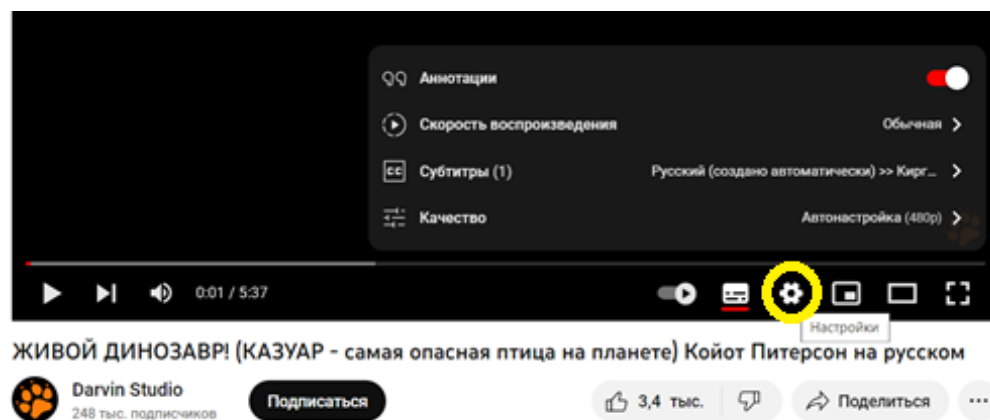 Аннотации
Скорость воспроизведения Обычная
Субтитры (1) Русский (создано автоматически) >> Кирг...
Качество Автонастройка (480p)
0:01 / 5:37
Настройки
ЖИВОЙ ДИНОЗАВР! (КАЗУАР - самая опасная птица на планете) Койот Питерсон на русском
Darvin Studio
248 тыс. подписчиков
Подписаться
3,4 тыс.
Поделиться